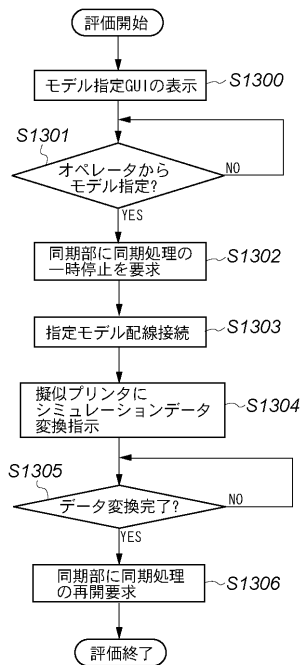 評価開始
モデル指定GUIの表示
S1300
S1301
オペレータから
モデル指定?
NO
YES
同期部に同期処理の
一時停止を要求
S1302
指定モデル配線接続
S1303
擬似プリンタに
シミュレーションデータ
変換指示
S1304
S1305
データ変換完了?
NO
YES
同期部に同期処理
の再開要求
S1306
評価終了